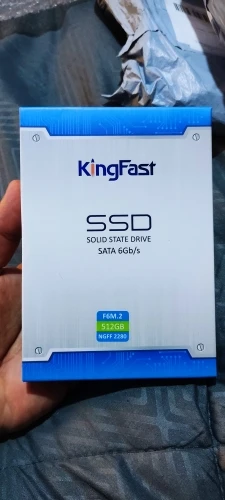 KingFast
SSD
SOLID STATE DRIVE
SATA 6Gb/s
F6M.2
512GB
NGFF 2280